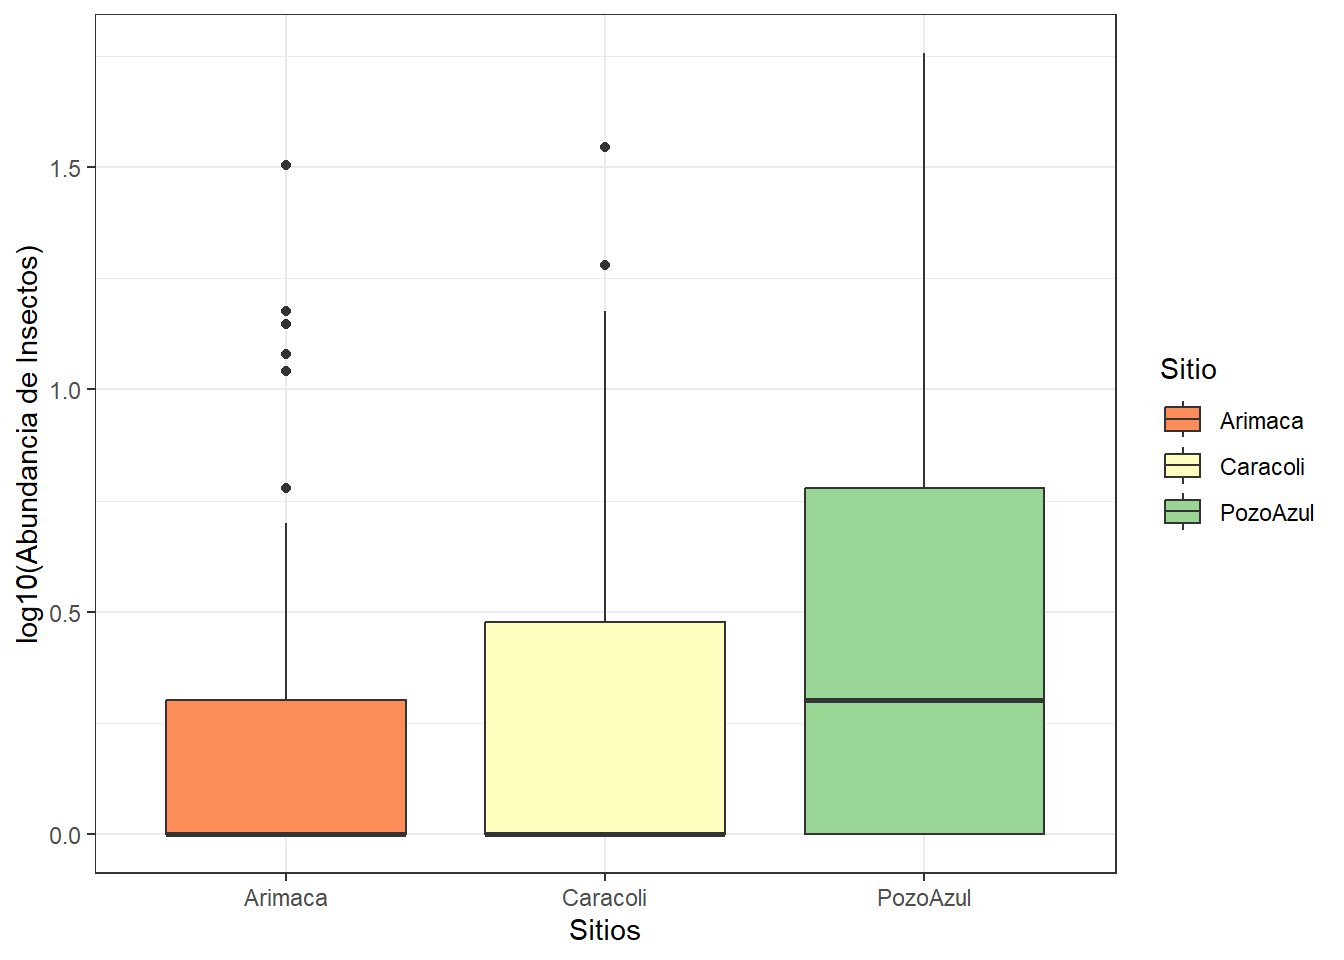 log10(Abundancia de Insectos)
1.5
1.0
0.5
0.0
Arimaca
Caracoli
PozoAzul
Sitios
Sitio
Arimaca
Caracoli
PozoAzul